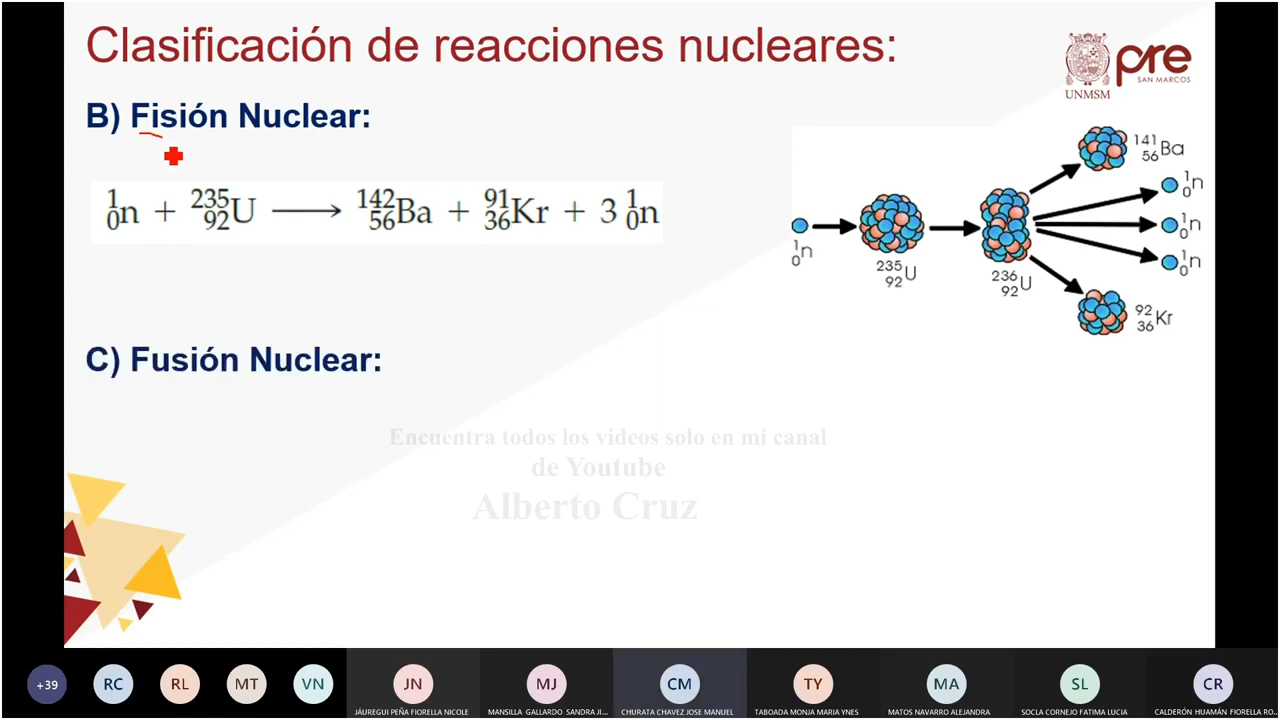 Clasificación de reacciones nucleares:
pre
SAN MARCOS
UNMSM
B) Fisión Nuclear:
¹₀n + ²³⁵₉₂U ⟶ ¹⁴²₅₆Ba + ⁹¹₃₆Kr + 3 ¹₀n
¹⁴¹₅₆Ba
¹₀n
¹₀n
¹₀n
¹₀n
²³⁵₉₂U
²³⁶₉₂U
⁹²₃₆Kr
C) Fusión Nuclear:
Encuentra todos los videos solo en mi canal
de Youtube
Alberto Cruz
+39
RC
RL
MT
VN
JN
MJ
CM
TY
MA
SL
CR
JÁUREGUI PEÑA FIORELLA NICOLE
MANSILLA GALLARDO SANDRA JI...
CHURATA CHAVEZ JOSE MANUEL
TABOADA MONJA MARIA YNES
MATOS NAVARRO ALEJANDRA
SOCLA CORNEJO FATIMA LUCIA
CALDERÓN HUAMÁN FIORELLA RO...